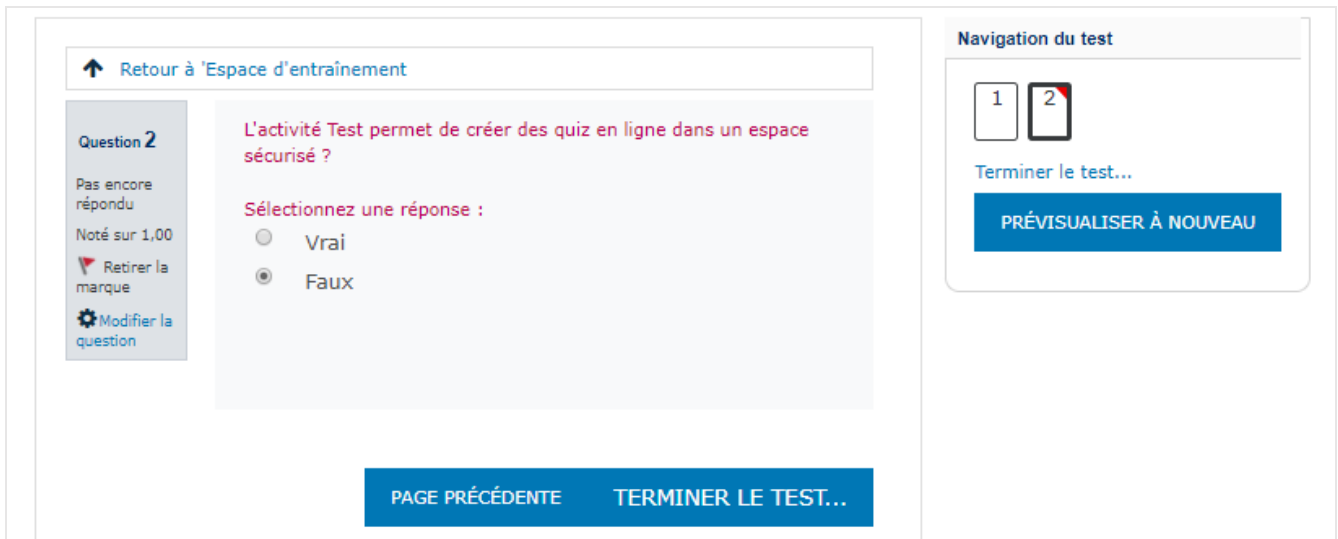 Retour à 'Espace d'entraînement
Question 2
Pas encore
répondu
Noté sur 1,00
Retirer la
marque
Modifier la
question
L'activité Test permet de créer des quiz en ligne dans un espace
sécurisé ?
Sélectionnez une réponse :
Vrai
Faux
PAGE PRÉCÉDENTE
TERMINER LE TEST...
Navigation du test
1 2
Terminer le test...
PRÉVISUALISER À NOUVEAU